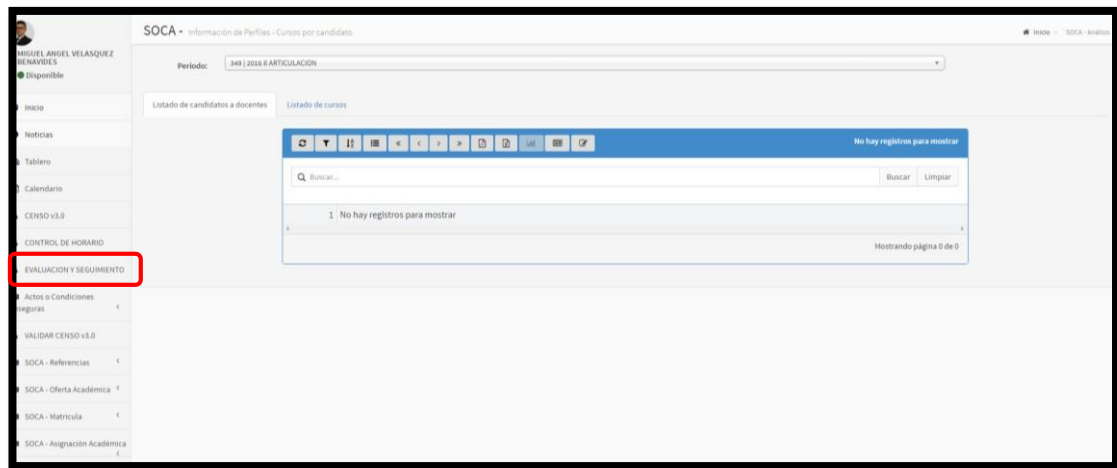 MIGUEL ANGEL VELASQUEZ
BENAVIDES
Disponible
Inicio
Noticias
Tablero
Calendario
CENSO v3.0
CONTROL DE HORARIO
EVALUACION Y SEGUIMIENTO
Actos o Condiciones
nseguras
VALIDAR CENSO v3.0
SOCA - Referencias
SOCA - Oferta Académica
SOCA - Matricula
SOCA - Asignación Académica
SOCA - Información de Perfiles - Cursos por candidato
Inicio > SOCA - Analisis
Periodo: 349 | 2016 II ARTICULACION
Listado de candidatos a docentes Listado de cursos
No hay registros para mostrar
Buscar... Buscar Limpiar
1 No hay registros para mostrar
Mostrando página 0 de 0